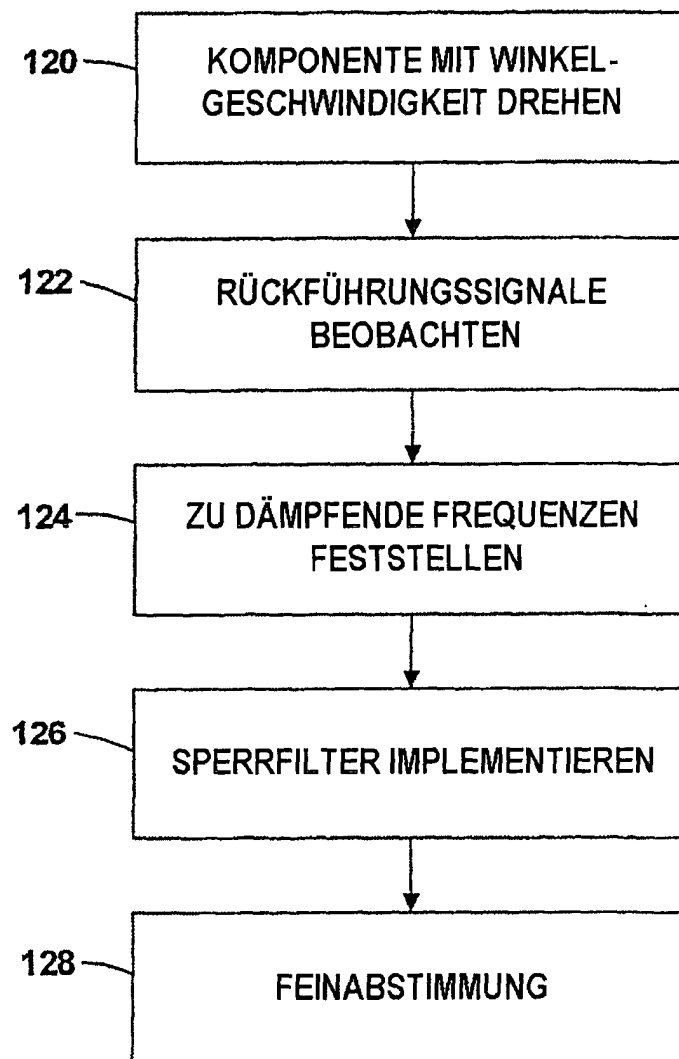 120
KOMPONENTE MIT WINKEL-
GESCHWINDIGKEIT DREHEN
122
RÜCKFÜHRUNGSSIGNALE
BEOBACHTEN
124
ZU DÄMPFENDE FREQUENZEN
FESTSTELLEN
126
SPERRFILTER IMPLEMENTIEREN
128
FEINABSTIMMUNG